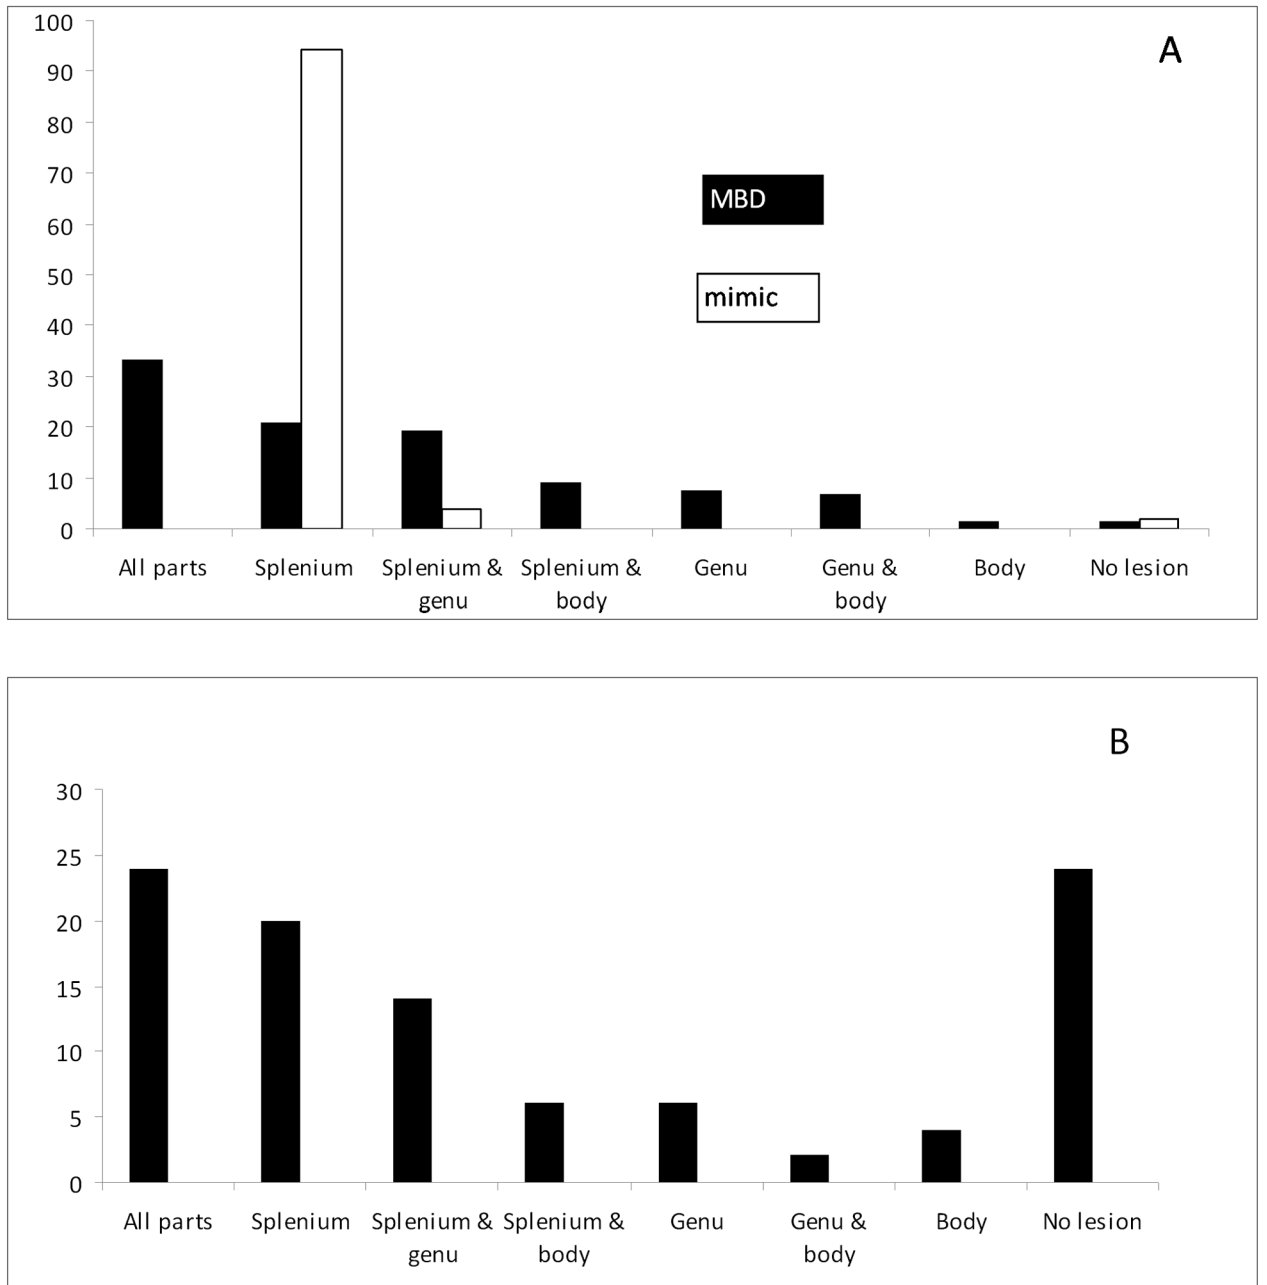 A
100
90
80
70
60
50
40
30
20
10
0
MBD
mimic
All parts
Splenium
Splenium &
genu
Splenium &
body
Genu
Genu &
body
Body
No lesion
B
30
25
20
15
10
5
0
All parts
Splenium
Splenium &
genu
Splenium &
body
Genu
Genu &
body
Body
No lesion